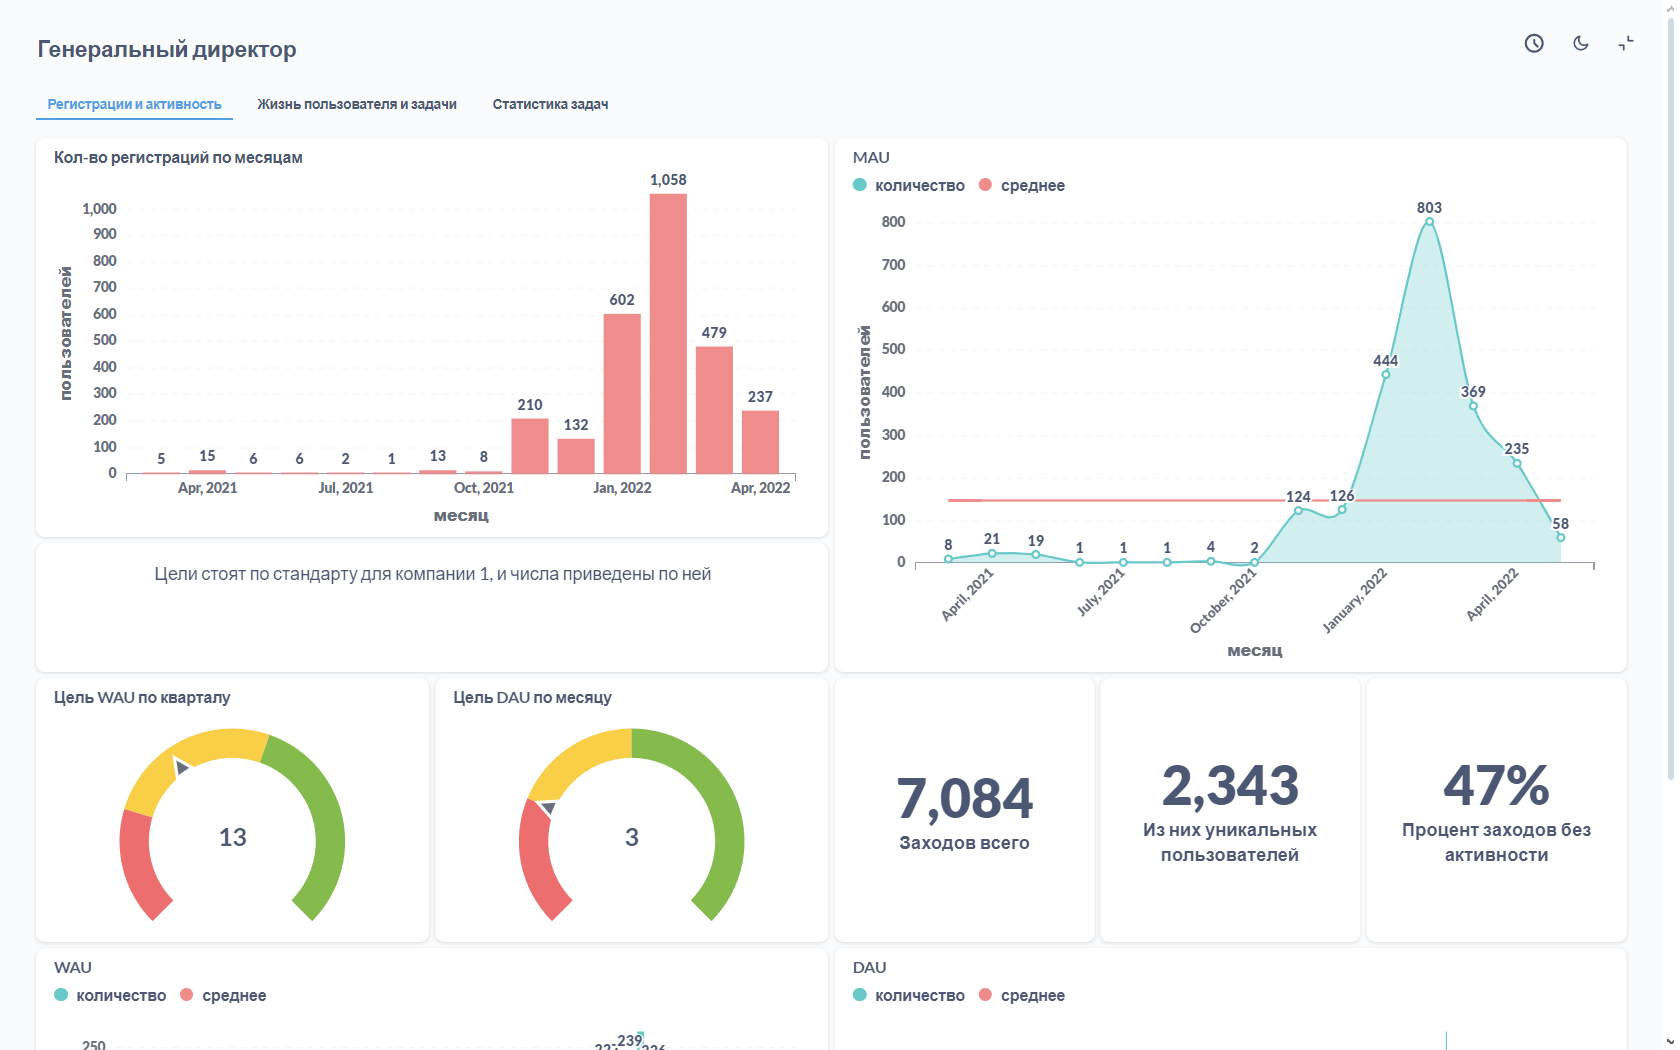 Генеральный директор
Регистрации и активность
Жизнь пользователя и задачи
Статистика задач
Кол-во регистраций по месяцам
1,058
1,000
900
800
700
600
500
400
300
200
100
0
пользователей
5
15
6
6
2
1
13
8
210
132
602
479
237
Apr, 2021
Jul, 2021
Oct, 2021
Jan, 2022
Apr, 2022
месяц
MAU
количество
среднее
803
800
700
600
500
400
300
200
100
0
пользователей
8
21
19
1
1
1
4
2
124
126
444
369
235
58
April, 2021
July, 2021
October, 2021
January, 2022
April, 2022
месяц
Цели стоят по стандарту для компании 1, и числа приведены по ней
Цель WAU по кварталу
13
Цель DAU по месяцу
3
7,084
Заходов всего
2,343
Из них уникальных
пользователей
47%
Процент заходов без
активности
WAU
количество
среднее
250
239
DAU
количество
среднее